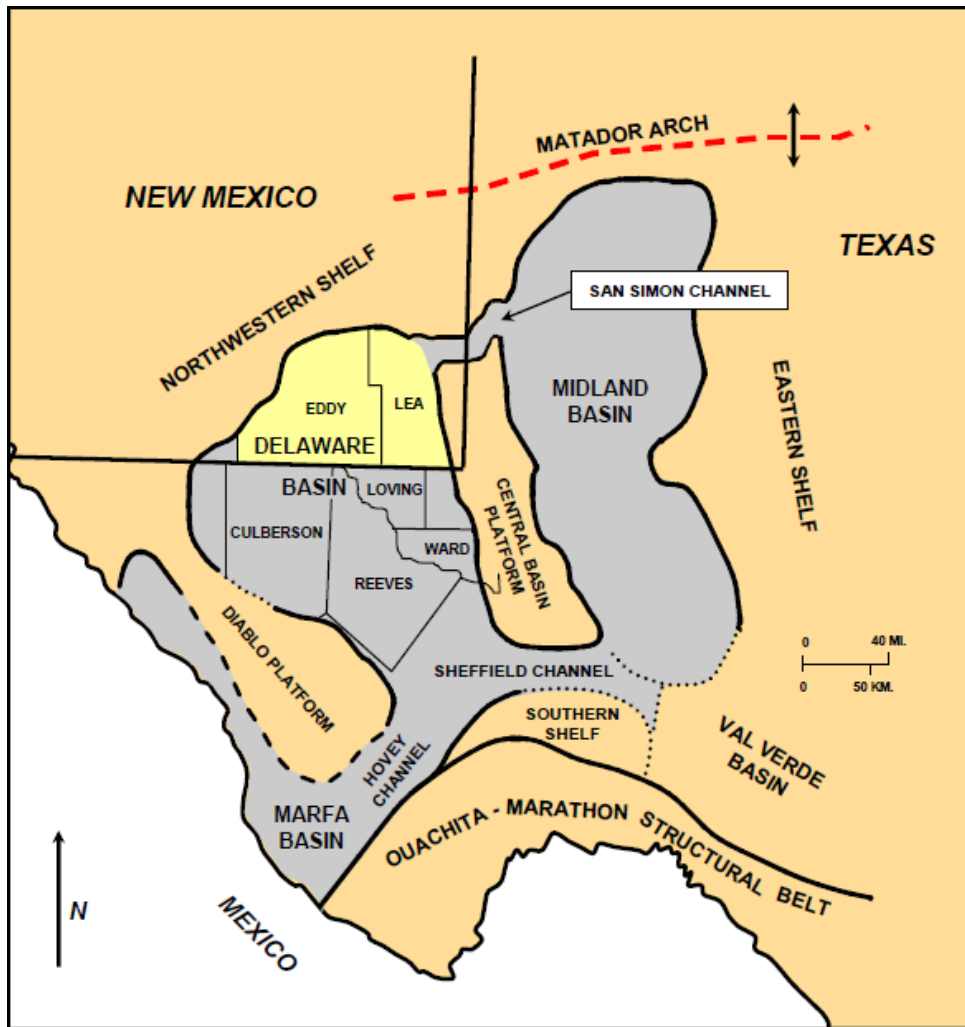 MATADOR ARCH
NEW MEXICO
TEXAS
NORTHWESTERN SHELF
SAN SIMON CHANNEL
MIDLAND
BASIN
EASTERN SHELF
EDDY
LEA
DELAWARE
BASIN
LOVING
CULBERSON
WARD
REEVES
CENTRAL BASIN
PLATFORM
DIABLO PLATFORM
SHEFFIELD CHANNEL
0 40 MI.
0 50 KM.
SOUTHERN
SHELF
HOVEY
CHANNEL
VAL VERDE
BASIN
MARFA
BASIN
OUACHITA - MARATHON STRUCTURAL BELT
N
MEXICO